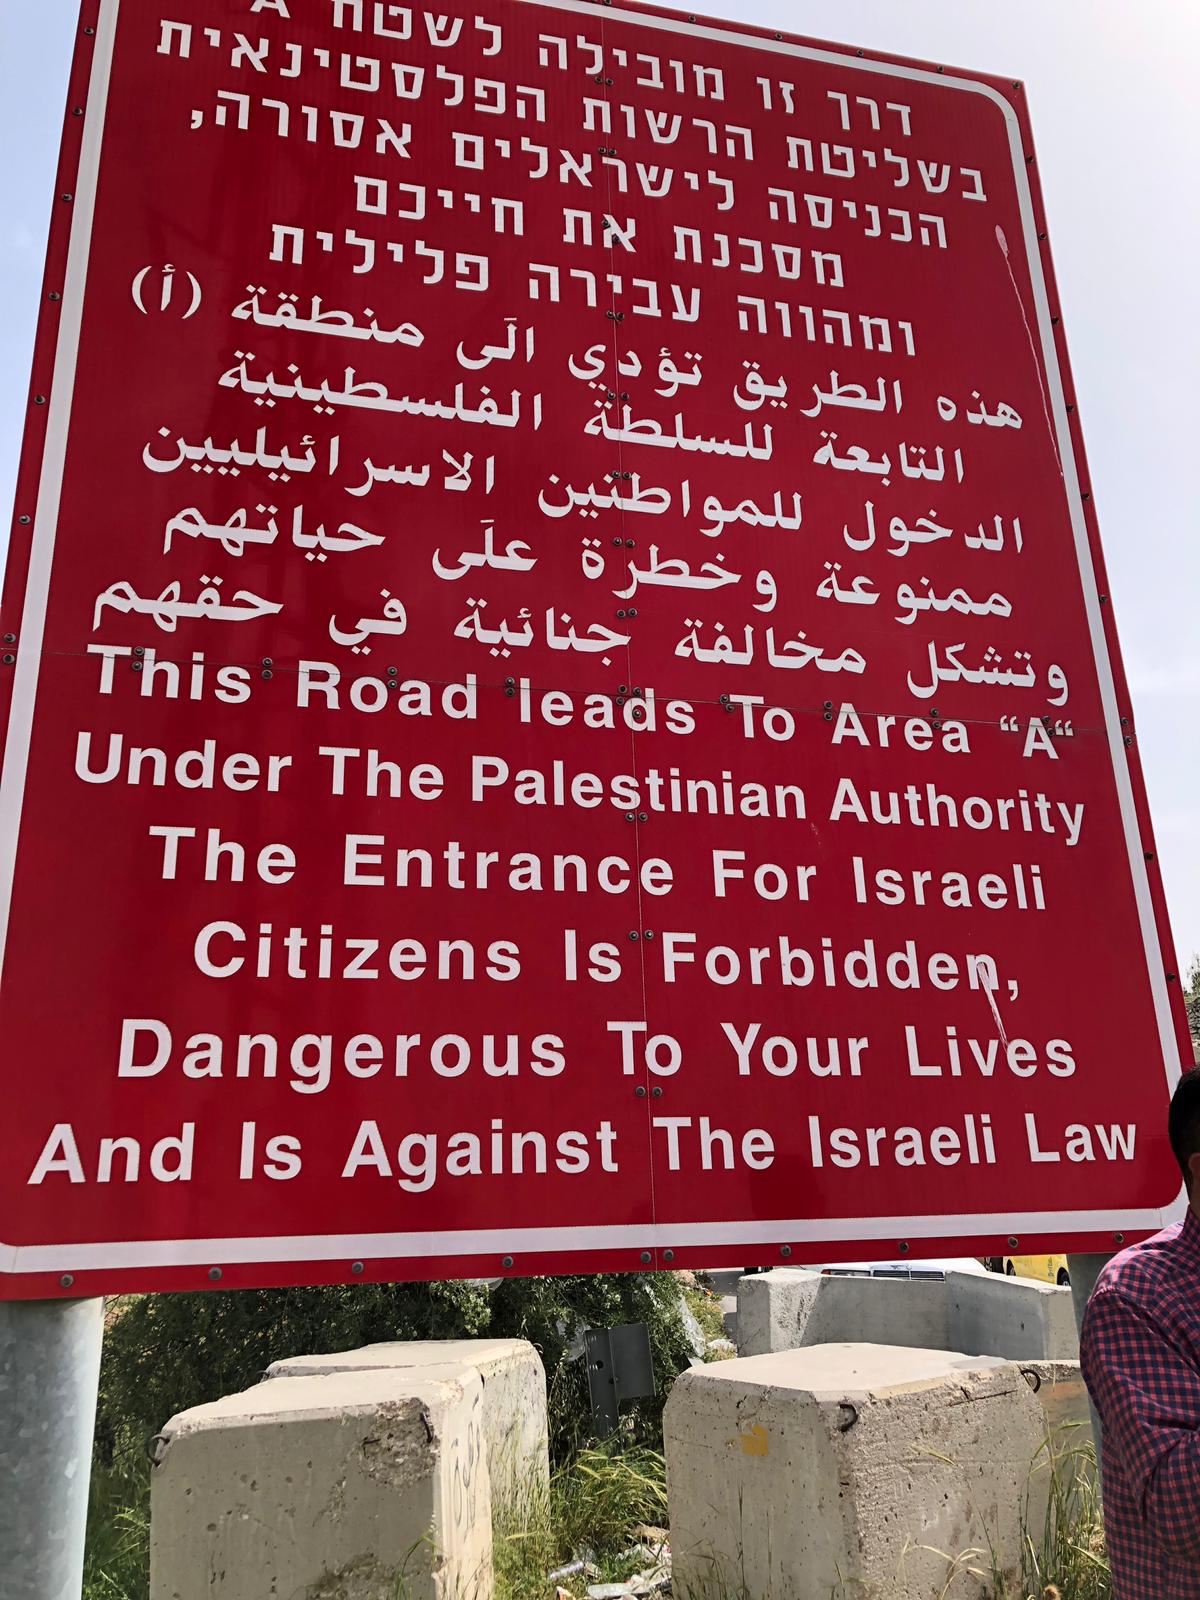 דרך זו מובילה לשטח A
בשליטת הרשות הפלסטינאית
הכניסה לישראלים אסורה,
מסכנת את חייכם
ומהווה עבירה פלילית
هذه الطريق تؤدي الَى منطقة (أ)
التابعة للسلطة الفلسطينية
الدخول للمواطنين الاسرائيليين
ممنوعة وخطرة علَى حياتهم
وتشكل مخالفة جنائية في حقهم
This Road leads To Area “A“
Under The Palestinian Authority
The Entrance For Israeli
Citizens Is Forbidden,
Dangerous To Your Lives
And Is Against The Israeli Law